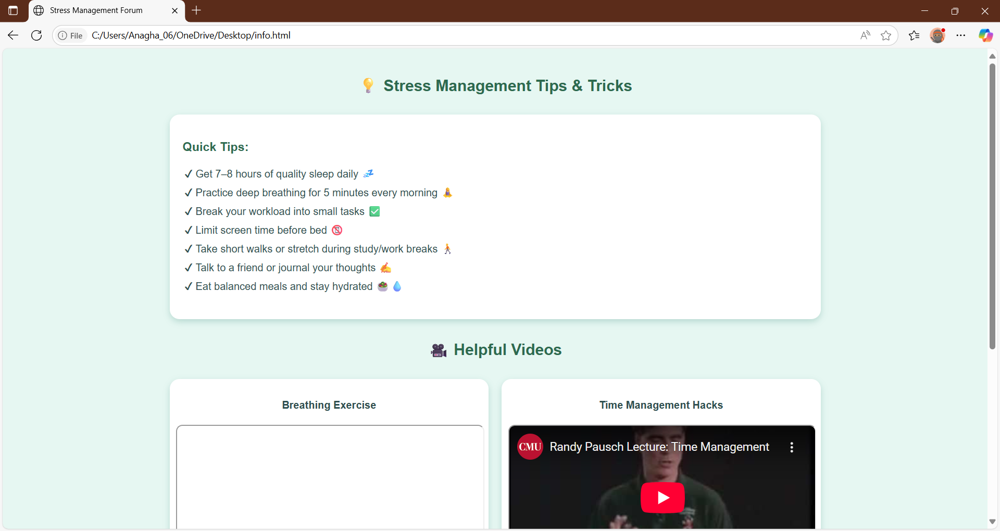 Stress Management Forum
File C:/Users/Anagha_06/OneDrive/Desktop/info.html
💡 Stress Management Tips & Tricks
Quick Tips:
✓ Get 7–8 hours of quality sleep daily 💤
✓ Practice deep breathing for 5 minutes every morning 🧘‍♀️
✓ Break your workload into small tasks ✅
✓ Limit screen time before bed 📵
✓ Take short walks or stretch during study/work breaks 🚶
✓ Talk to a friend or journal your thoughts ✍️
✓ Eat balanced meals and stay hydrated 🥗 💧
🎥 Helpful Videos
Breathing Exercise
Time Management Hacks
CMU Randy Pausch Lecture: Time Management